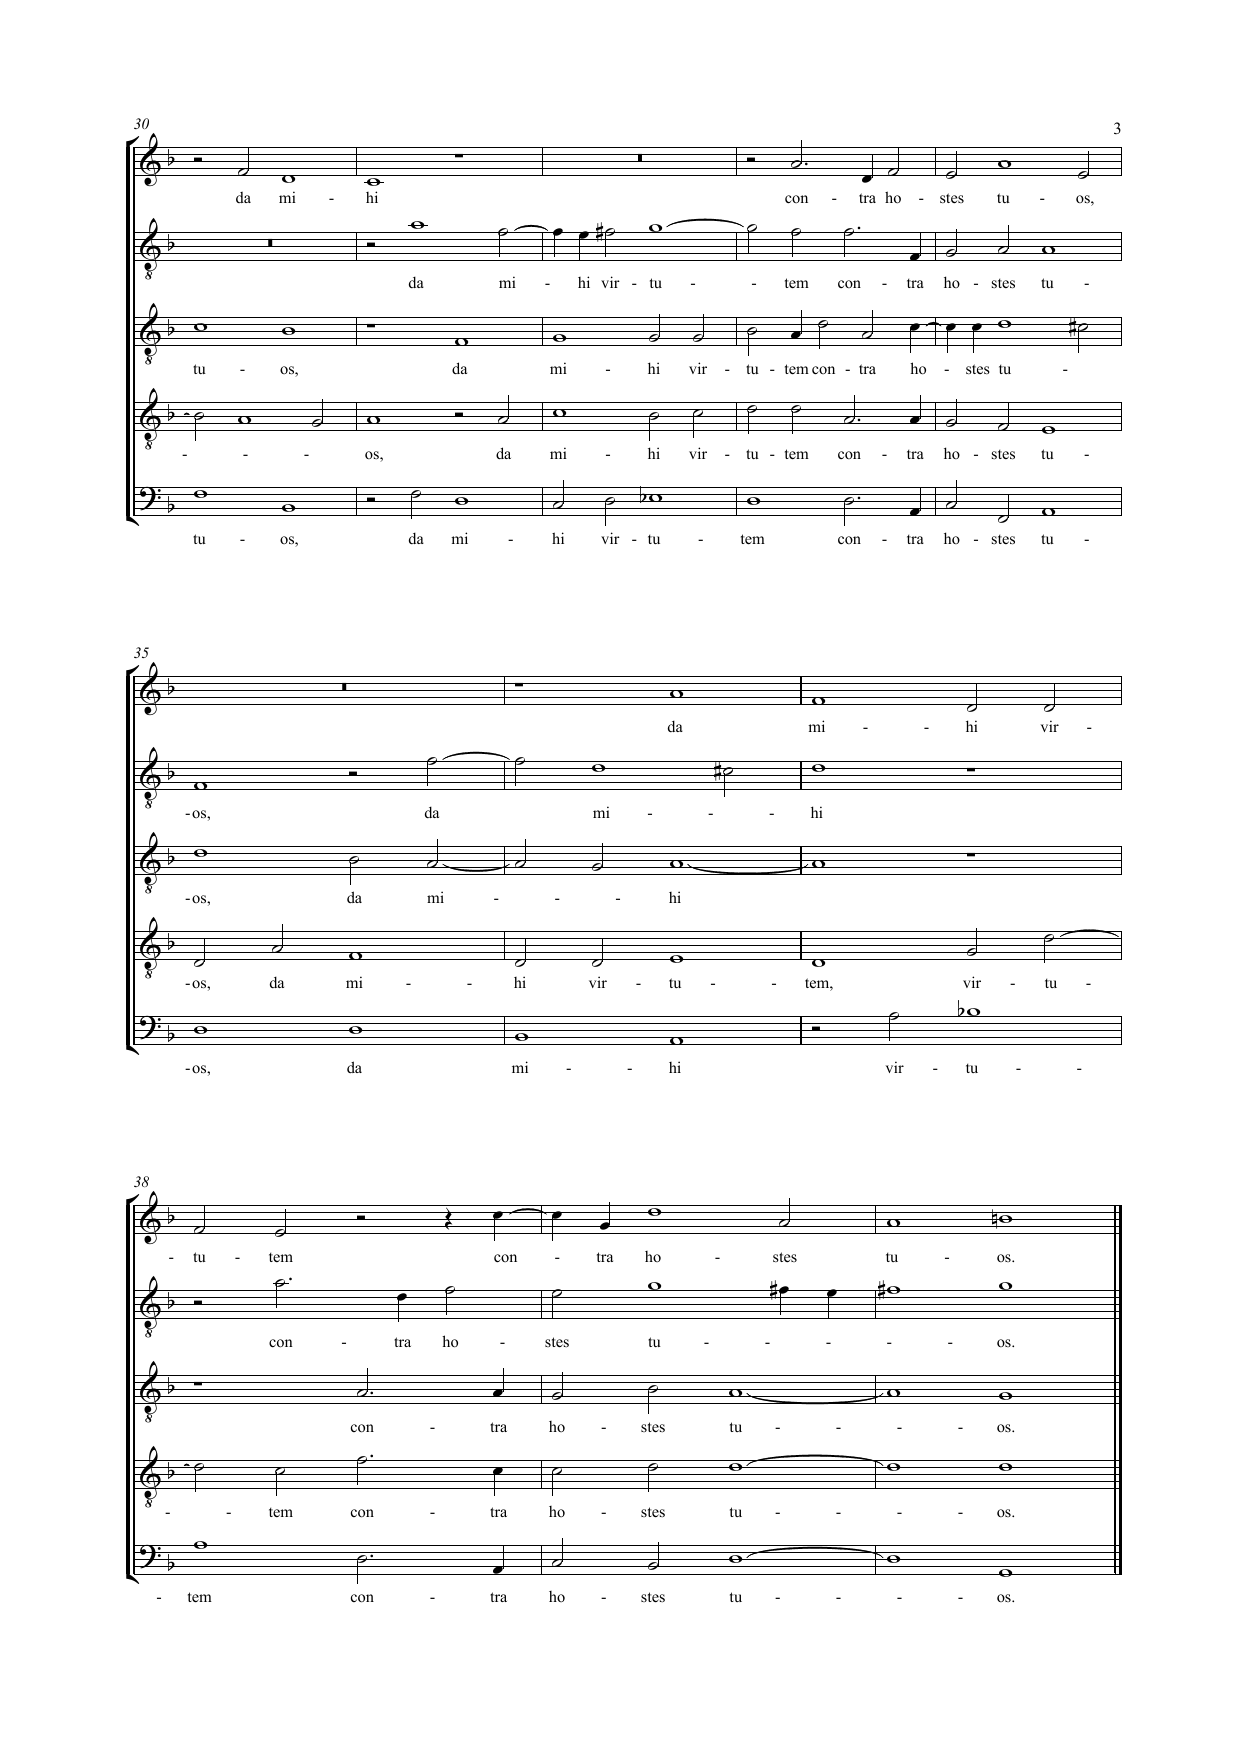 30
3
da mi - hi con - tra ho - stes tu - os,
da mi - hi vir - tu - - tem con - tra ho - stes tu -
tu - os, da mi - hi vir - tu - tem con - tra ho - stes tu -
- - - os, da mi - hi vir - tu - tem con - tra ho - stes tu -
tu - os, da mi - hi vir - tu - tem con - tra ho - stes tu -
35
da mi - - hi vir -
-os, da mi - - - hi
-os, da mi - - - hi
-os, da mi - - hi vir - tu - - tem, vir - tu -
-os, da mi - - hi vir - tu - -
38
- tu - tem con - tra ho - stes tu - os.
con - tra ho - stes tu - - - - - os.
con - tra ho - stes tu - - - - os.
- - tem con - tra ho - stes tu - - - - os.
- tem con - tra ho - stes tu - - - - os.